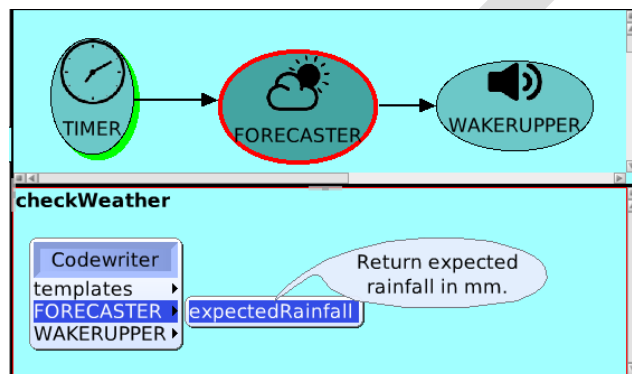 TIMER
FORECASTER
WAKERUPPER
checkWeather
Codewriter
templates
FORECASTER
WAKERUPPER
expectedRainfall
Return expected
rainfall in mm.